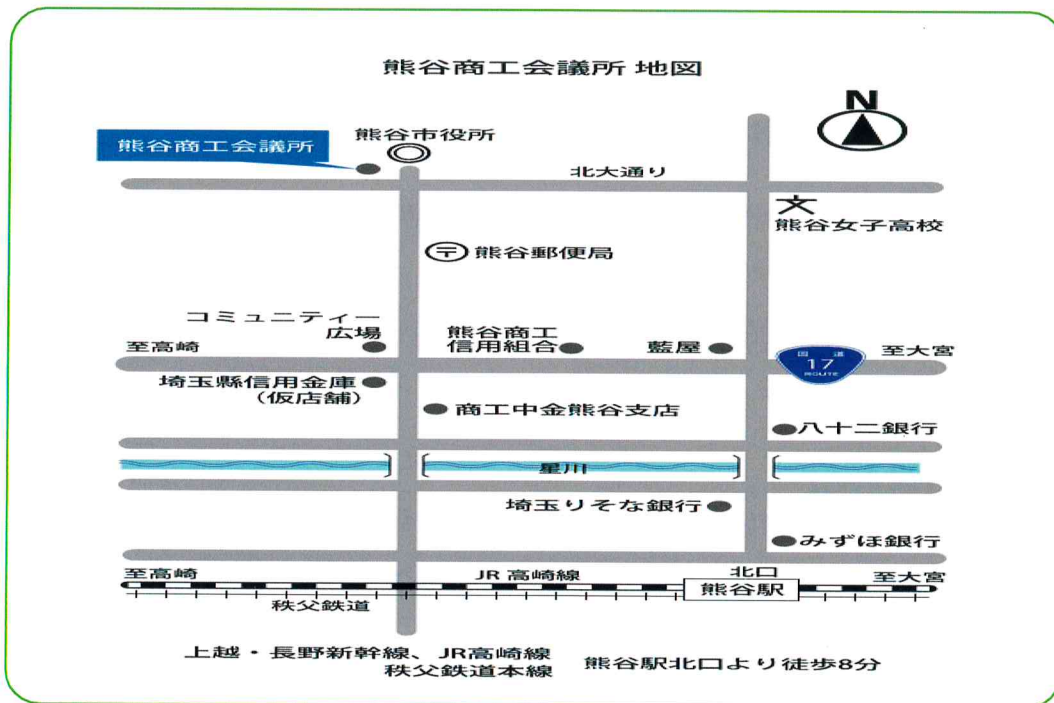 熊谷商工会議所 地図
N
熊谷市役所
熊谷商工会議所
北大通り
文
熊谷女子高校
〒
熊谷郵便局
コミュニティー
広場
熊谷商工
信用組合
藍屋
至高崎
国道
17
ROUTE
至大宮
埼玉縣信用金庫
(仮店舗)
商工中金熊谷支店
八十二銀行
星川
埼玉りそな銀行
みずほ銀行
至高崎
JR 高崎線
北口
至大宮
熊谷駅
秩父鉄道
上越・長野新幹線、JR高崎線
秩父鉄道本線
熊谷駅北口より徒歩8分